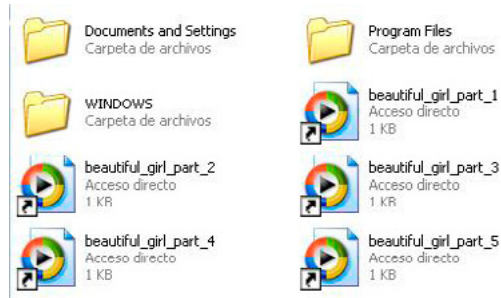 Documents and Settings
Carpeta de archivos
Program Files
Carpeta de archivos
WINDOWS
Carpeta de archivos
beautiful_girl_part_1
Acceso directo
1 KB
beautiful_girl_part_2
Acceso directo
1 KB
beautiful_girl_part_3
Acceso directo
1 KB
beautiful_girl_part_4
Acceso directo
1 KB
beautiful_girl_part_5
Acceso directo
1 KB